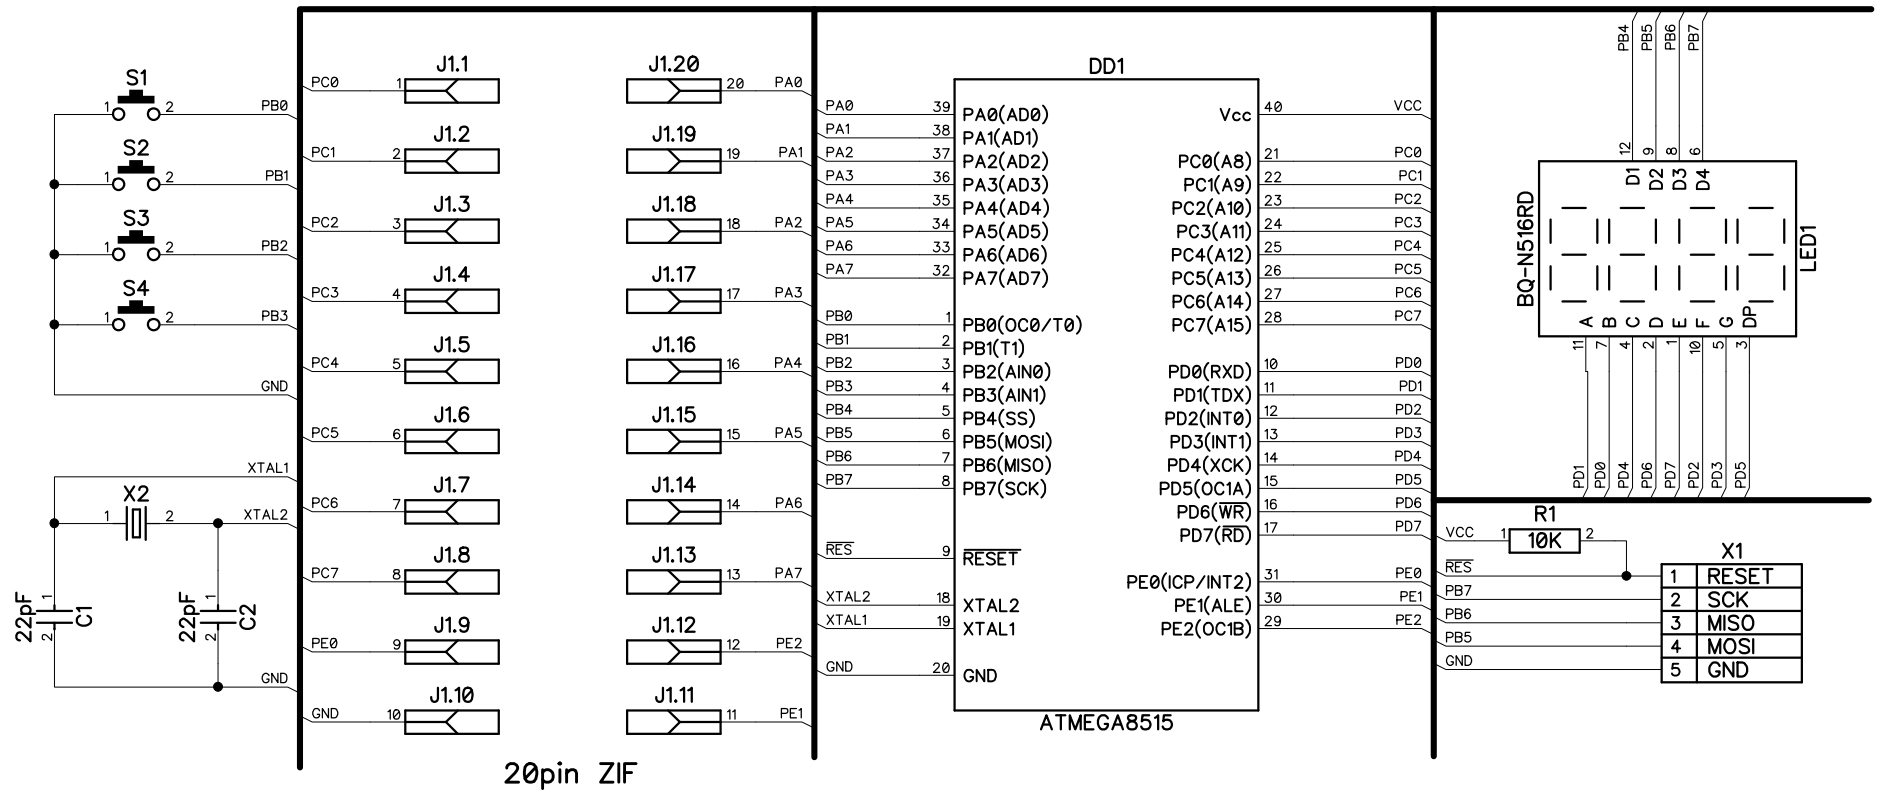 S1
1 2 PB0
S2
1 2 PB1
S3
1 2 PB2
S4
1 2 PB3
GND
XTAL1
X2
1 2 XTAL2
1 22pF 2 C1
1 22pF 2 C2
GND
J1.1
PC0 1
J1.2
PC1 2
J1.3
PC2 3
J1.4
PC3 4
J1.5
PC4 5
J1.6
PC5 6
J1.7
PC6 7
J1.8
PC7 8
J1.9
PE0 9
J1.10
GND 10
J1.20
20 PA0
J1.19
19 PA1
J1.18
18 PA2
J1.17
17 PA3
J1.16
16 PA4
J1.15
15 PA5
J1.14
14 PA6
J1.13
13 PA7
J1.12
12 PE2
J1.11
11 PE1
20pin ZIF
DD1
PA0 39 PA0(AD0)
PA1 38 PA1(AD1)
PA2 37 PA2(AD2)
PA3 36 PA3(AD3)
PA4 35 PA4(AD4)
PA5 34 PA5(AD5)
PA6 33 PA6(AD6)
PA7 32 PA7(AD7)
PB0 1 PB0(OC0/T0)
PB1 2 PB1(T1)
PB2 3 PB2(AIN0)
PB3 4 PB3(AIN1)
PB4 5 PB4(SS)
PB5 6 PB5(MOSI)
PB6 7 PB6(MISO)
PB7 8 PB7(SCK)
RES 9 RESET
XTAL2 18 XTAL2
XTAL1 19 XTAL1
GND 20 GND
Vcc 40 VCC
PC0(A8) 21 PC0
PC1(A9) 22 PC1
PC2(A10) 23 PC2
PC3(A11) 24 PC3
PC4(A12) 25 PC4
PC5(A13) 26 PC5
PC6(A14) 27 PC6
PC7(A15) 28 PC7
PD0(RXD) 10 PD0
PD1(TDX) 11 PD1
PD2(INT0) 12 PD2
PD3(INT1) 13 PD3
PD4(XCK) 14 PD4
PD5(OC1A) 15 PD5
PD6(WR) 16 PD6
PD7(RD) 17 PD7
PE0(ICP/INT2) 31 PE0
PE1(ALE) 30 PE1
PE2(OC1B) 29 PE2
ATMEGA8515
PB4 PB5 PB6 PB7
12 9 8 6
D1 D2 D3 D4
BQ-N516RD
LED1
A B C D E F G DP
11 7 4 2 1 10 5 3
PD1 PD0 PD4 PD6 PD7 PD2 PD3 PD5
R1
VCC 1 10K 2
X1
RES 1 RESET
PB7 2 SCK
PB6 3 MISO
PB5 4 MOSI
GND 5 GND